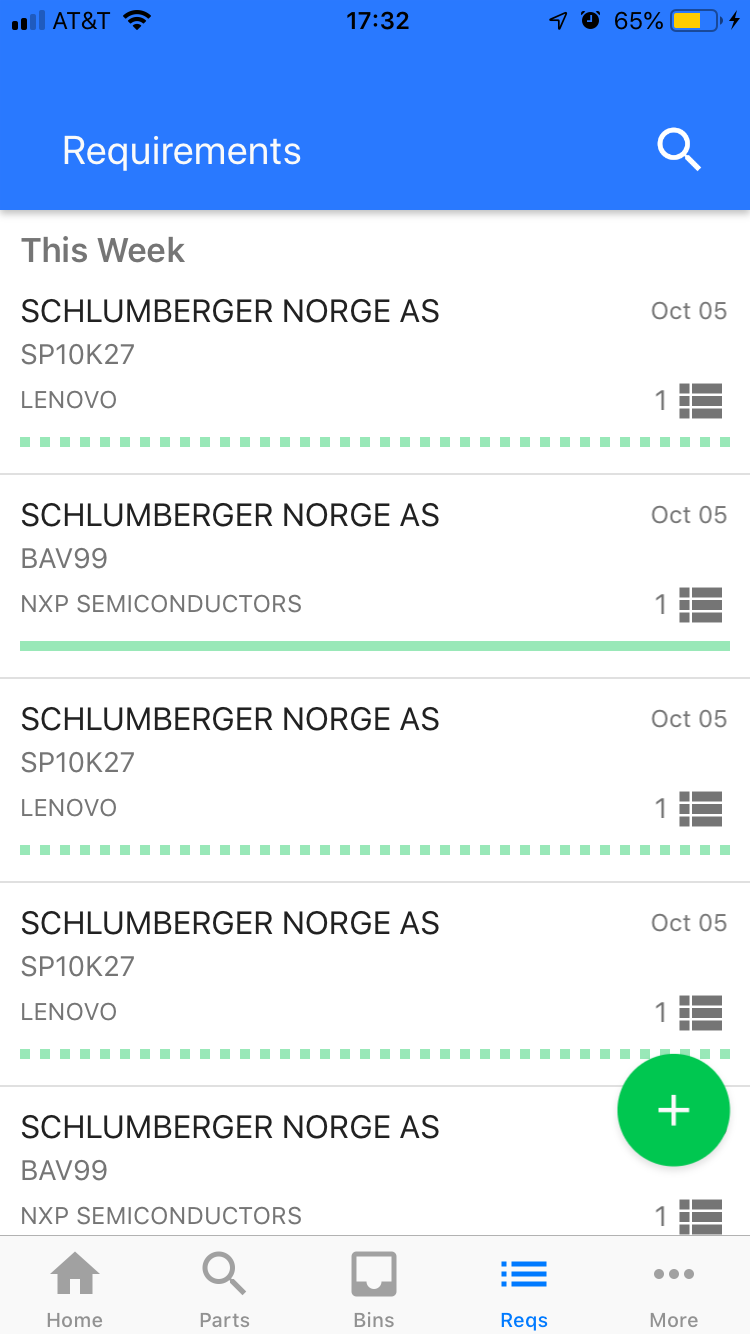 AT&T 17:32 65%
Requirements
This Week
SCHLUMBERGER NORGE AS Oct 05
SP10K27
LENOVO 1
SCHLUMBERGER NORGE AS Oct 05
BAV99
NXP SEMICONDUCTORS 1
SCHLUMBERGER NORGE AS Oct 05
SP10K27
LENOVO 1
SCHLUMBERGER NORGE AS Oct 05
SP10K27
LENOVO 1
SCHLUMBERGER NORGE AS
BAV99
NXP SEMICONDUCTORS 1
Home Parts Bins Reqs More